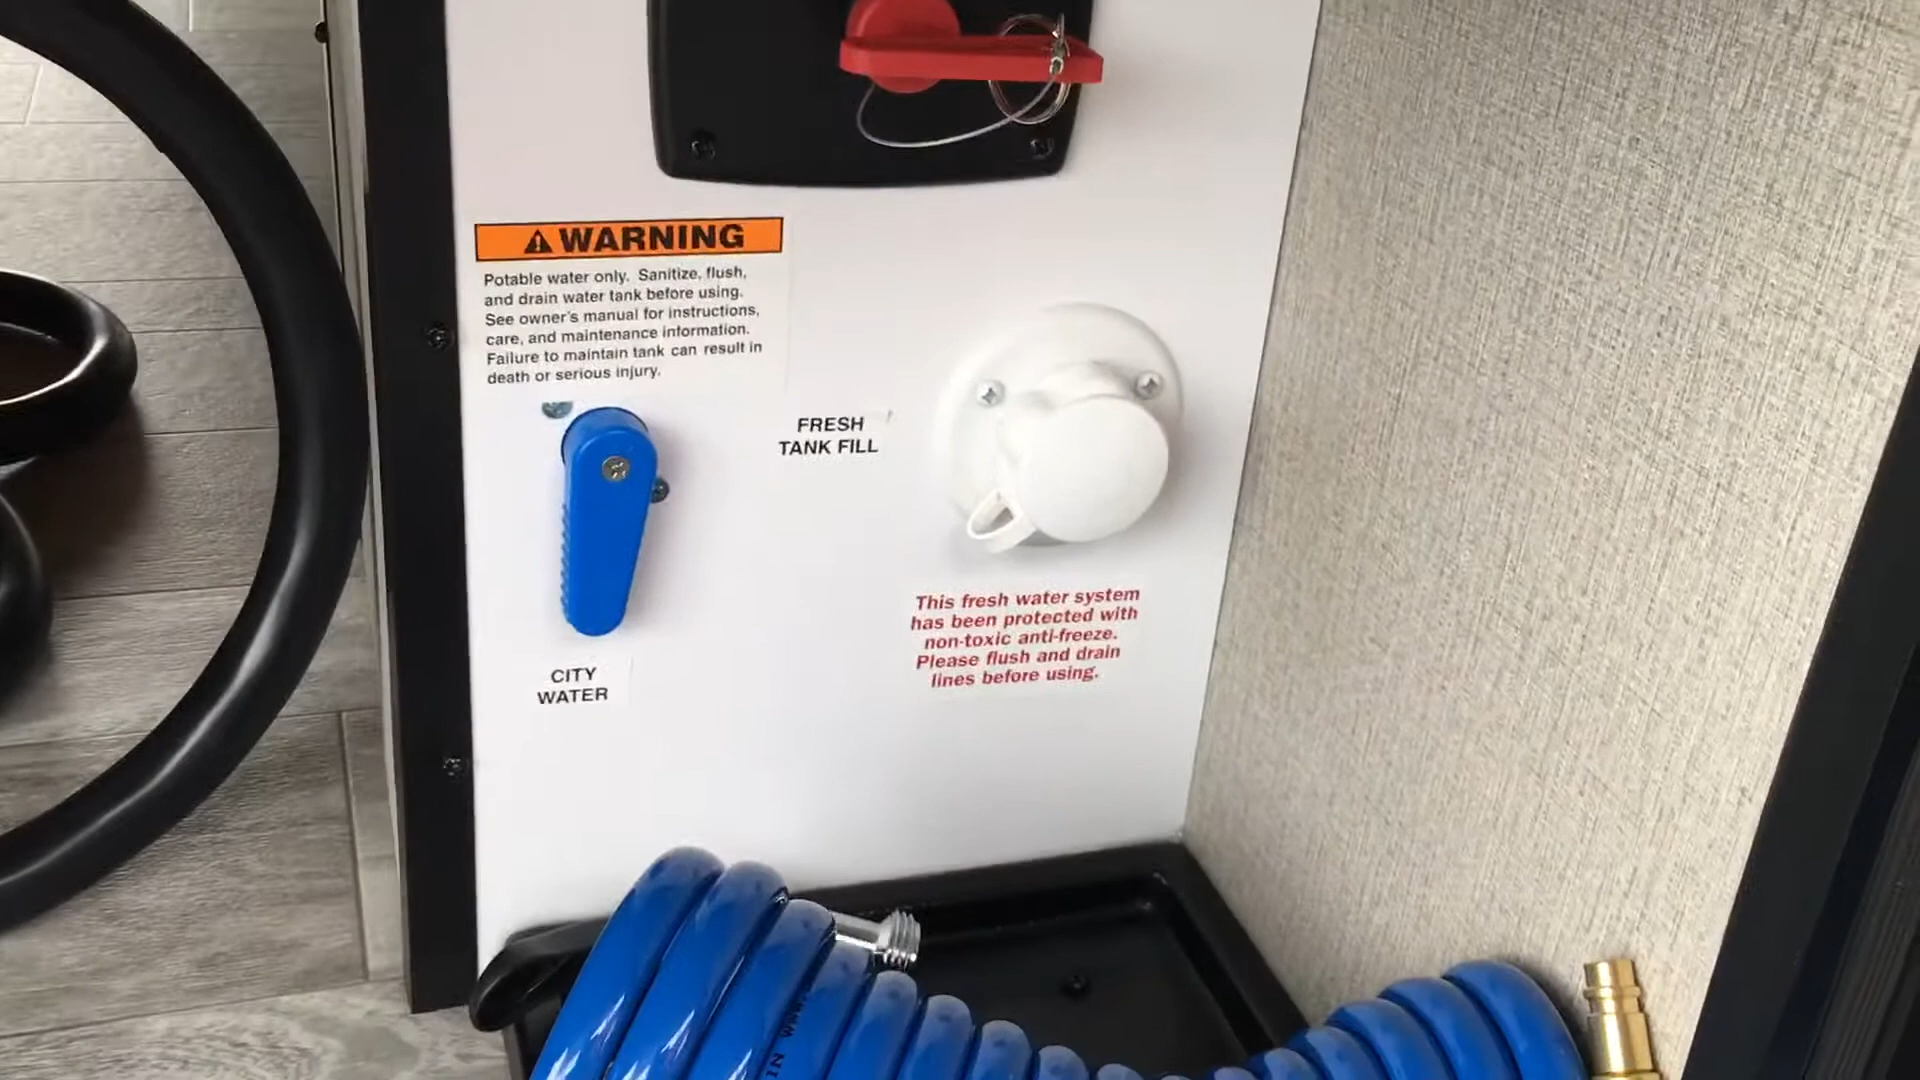 WARNING
Potable water only. Sanitize, flush,
and drain water tank before using.
See owner's manual for instructions,
care, and maintenance information.
Failure to maintain tank can result in
death or serious injury.
FRESH
TANK FILL
This fresh water system
has been protected with
non-toxic anti-freeze.
Please flush and drain
lines before using.
CITY
WATER